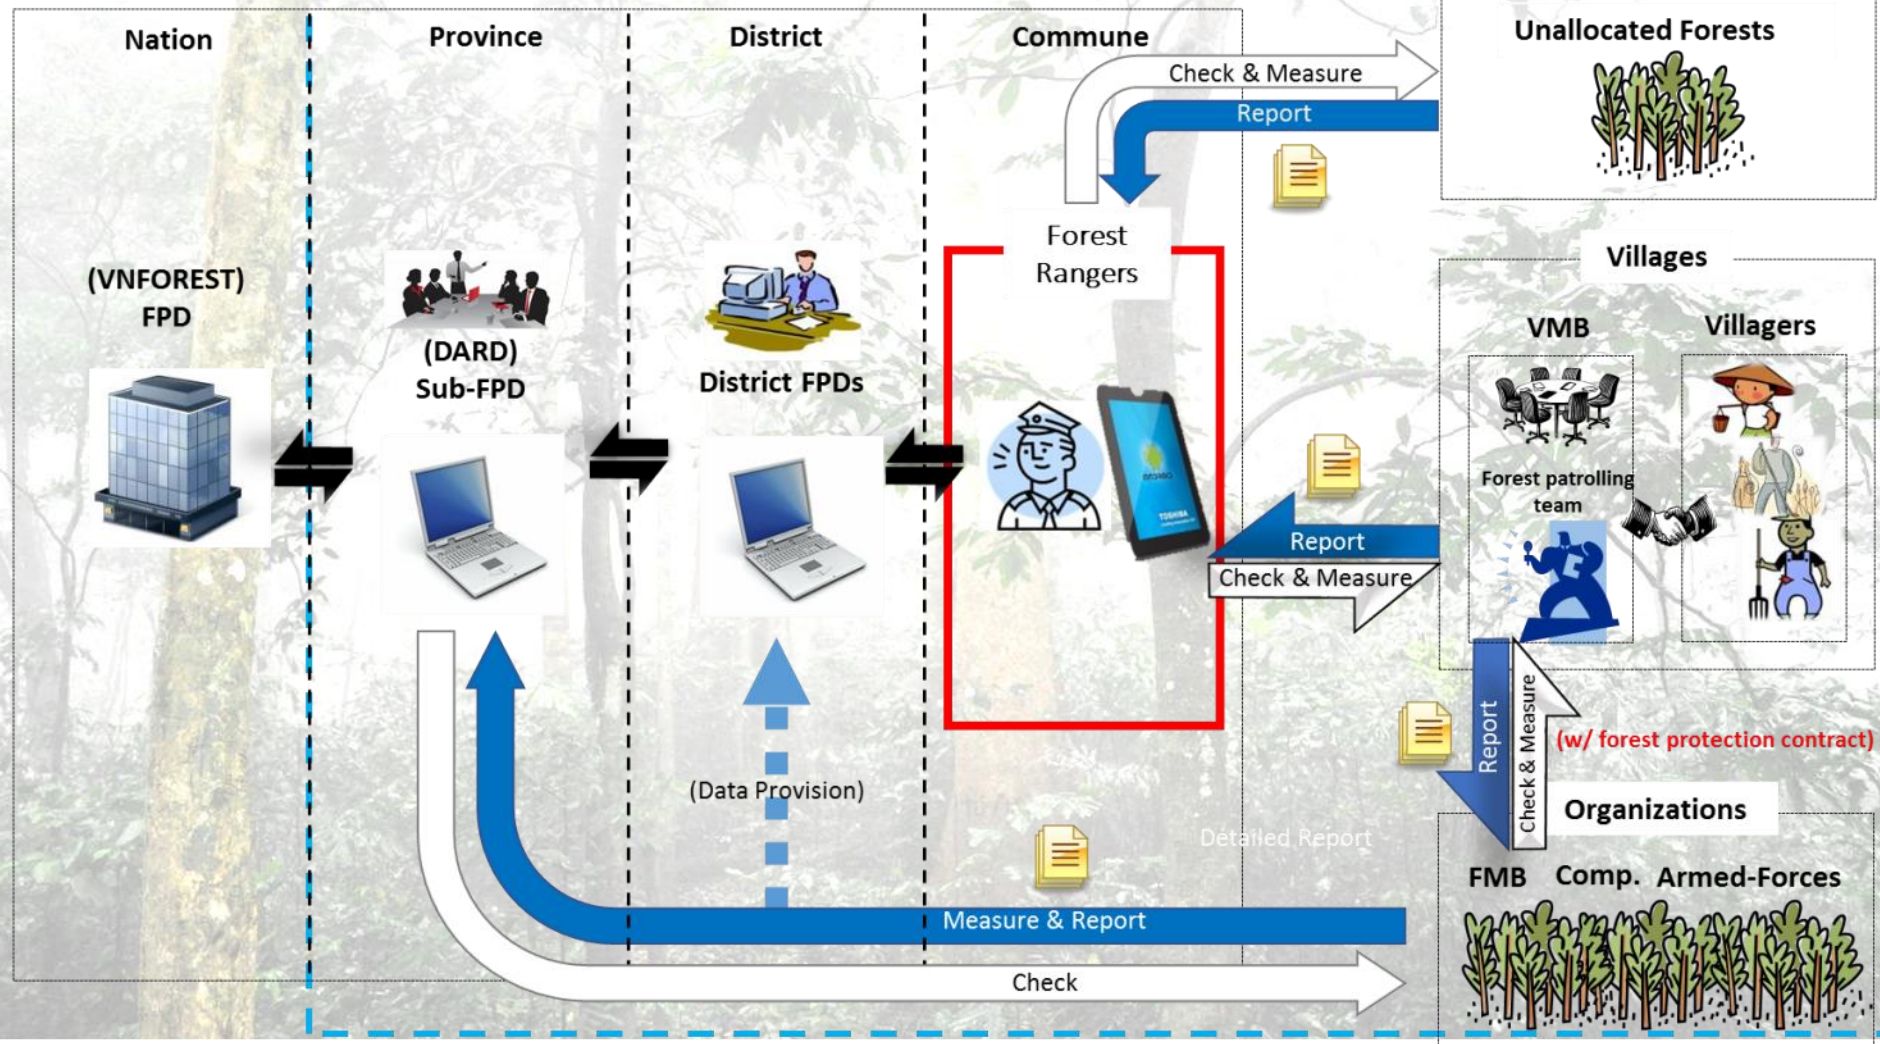 Nation
Province
District
Commune
Unallocated Forests
Check & Measure
Report
Forest
Rangers
Villages
(VNFOREST)
FPD
(DARD)
Sub-FPD
District FPDs
VMB
Villagers
Forest patrolling
team
TOSHIBA
Report
Check & Measure
Report
Check & Measure
(w/ forest protection contract)
(Data Provision)
Organizations
Detailed Report
FMB
Comp.
Armed-Forces
Measure & Report
Check